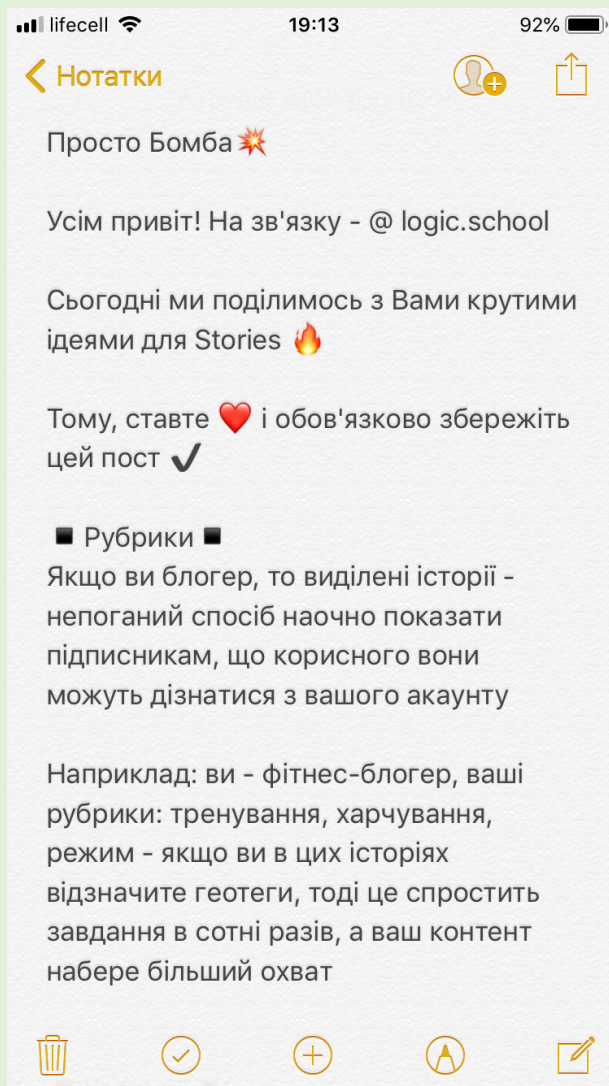 lifecell 19:13 92%
Нотатки
Просто Бомба💥
Усім привіт! На зв'язку - @ logic.school
Сьогодні ми поділимось з Вами крутими
ідеями для Stories 🔥
Тому, ставте ❤️ і обов'язково збережіть
цей пост ✔️
◾️ Рубрики ◾️
Якщо ви блогер, то виділені історії -
непоганий спосіб наочно показати
підписникам, що корисного вони
можуть дізнатися з вашого акаунту
Наприклад: ви - фітнес-блогер, ваші
рубрики: тренування, харчування,
режим - якщо ви в цих історіях
відзначите геотеги, тоді це спростить
завдання в сотні разів, а ваш контент
набере більший охват